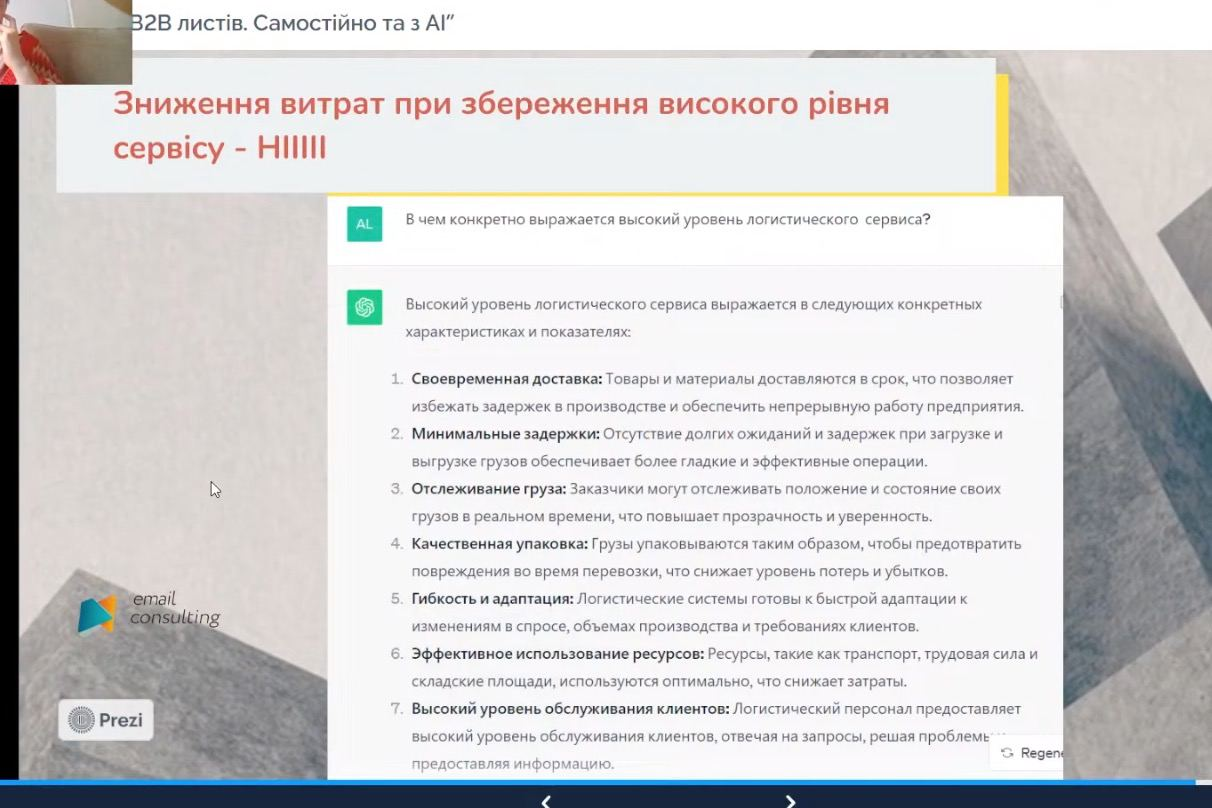 B2B листів. Самостійно та з AI”
Зниження витрат при збереження високого рівня
сервісу - НІІІІІ
AL
В чем конкретно выражается высокий уровень логистического сервиса?
Высокий уровень логистического сервиса выражается в следующих конкретных
характеристиках и показателях:
1. Своевременная доставка: Товары и материалы доставляются в срок, что позволяет
избежать задержек в производстве и обеспечить непрерывную работу предприятия.
2. Минимальные задержки: Отсутствие долгих ожиданий и задержек при загрузке и
выгрузке грузов обеспечивает более гладкие и эффективные операции.
3. Отслеживание груза: Заказчики могут отслеживать положение и состояние своих
грузов в реальном времени, что повышает прозрачность и уверенность.
4. Качественная упаковка: Грузы упаковываются таким образом, чтобы предотвратить
повреждения во время перевозки, что снижает уровень потерь и убытков.
5. Гибкость и адаптация: Логистические системы готовы к быстрой адаптации к
изменениям в спросе, объемах производства и требованиях клиентов.
6. Эффективное использование ресурсов: Ресурсы, такие как транспорт, трудовая сила и
складские площади, используются оптимально, что снижает затраты.
7. Высокий уровень обслуживания клиентов: Логистический персонал предоставляет
высокий уровень обслуживания клиентов, отвечая на запросы, решая проблемы
предоставляя информацию.
Regene
email
consulting
Prezi